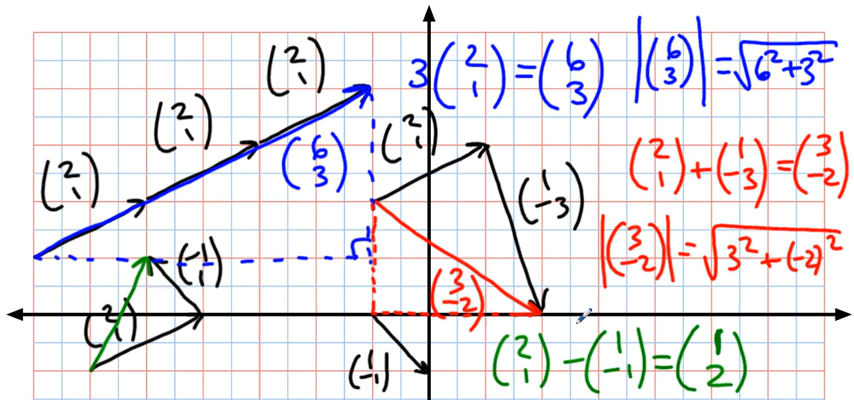 3(2 1) = (6 3)
|(6 3)| = √6² + 3²
(2 1)
(2 1)
(2 1)
(6 3)
(2 1)
(1 -3)
(2 1) + (1 -3) = (3 -2)
|(3 -2)| = √3² + (-2)²
(3 -2)
(-1 1)
(2 1)
(1 -1)
(2 1) - (1 -1) = (1 2)